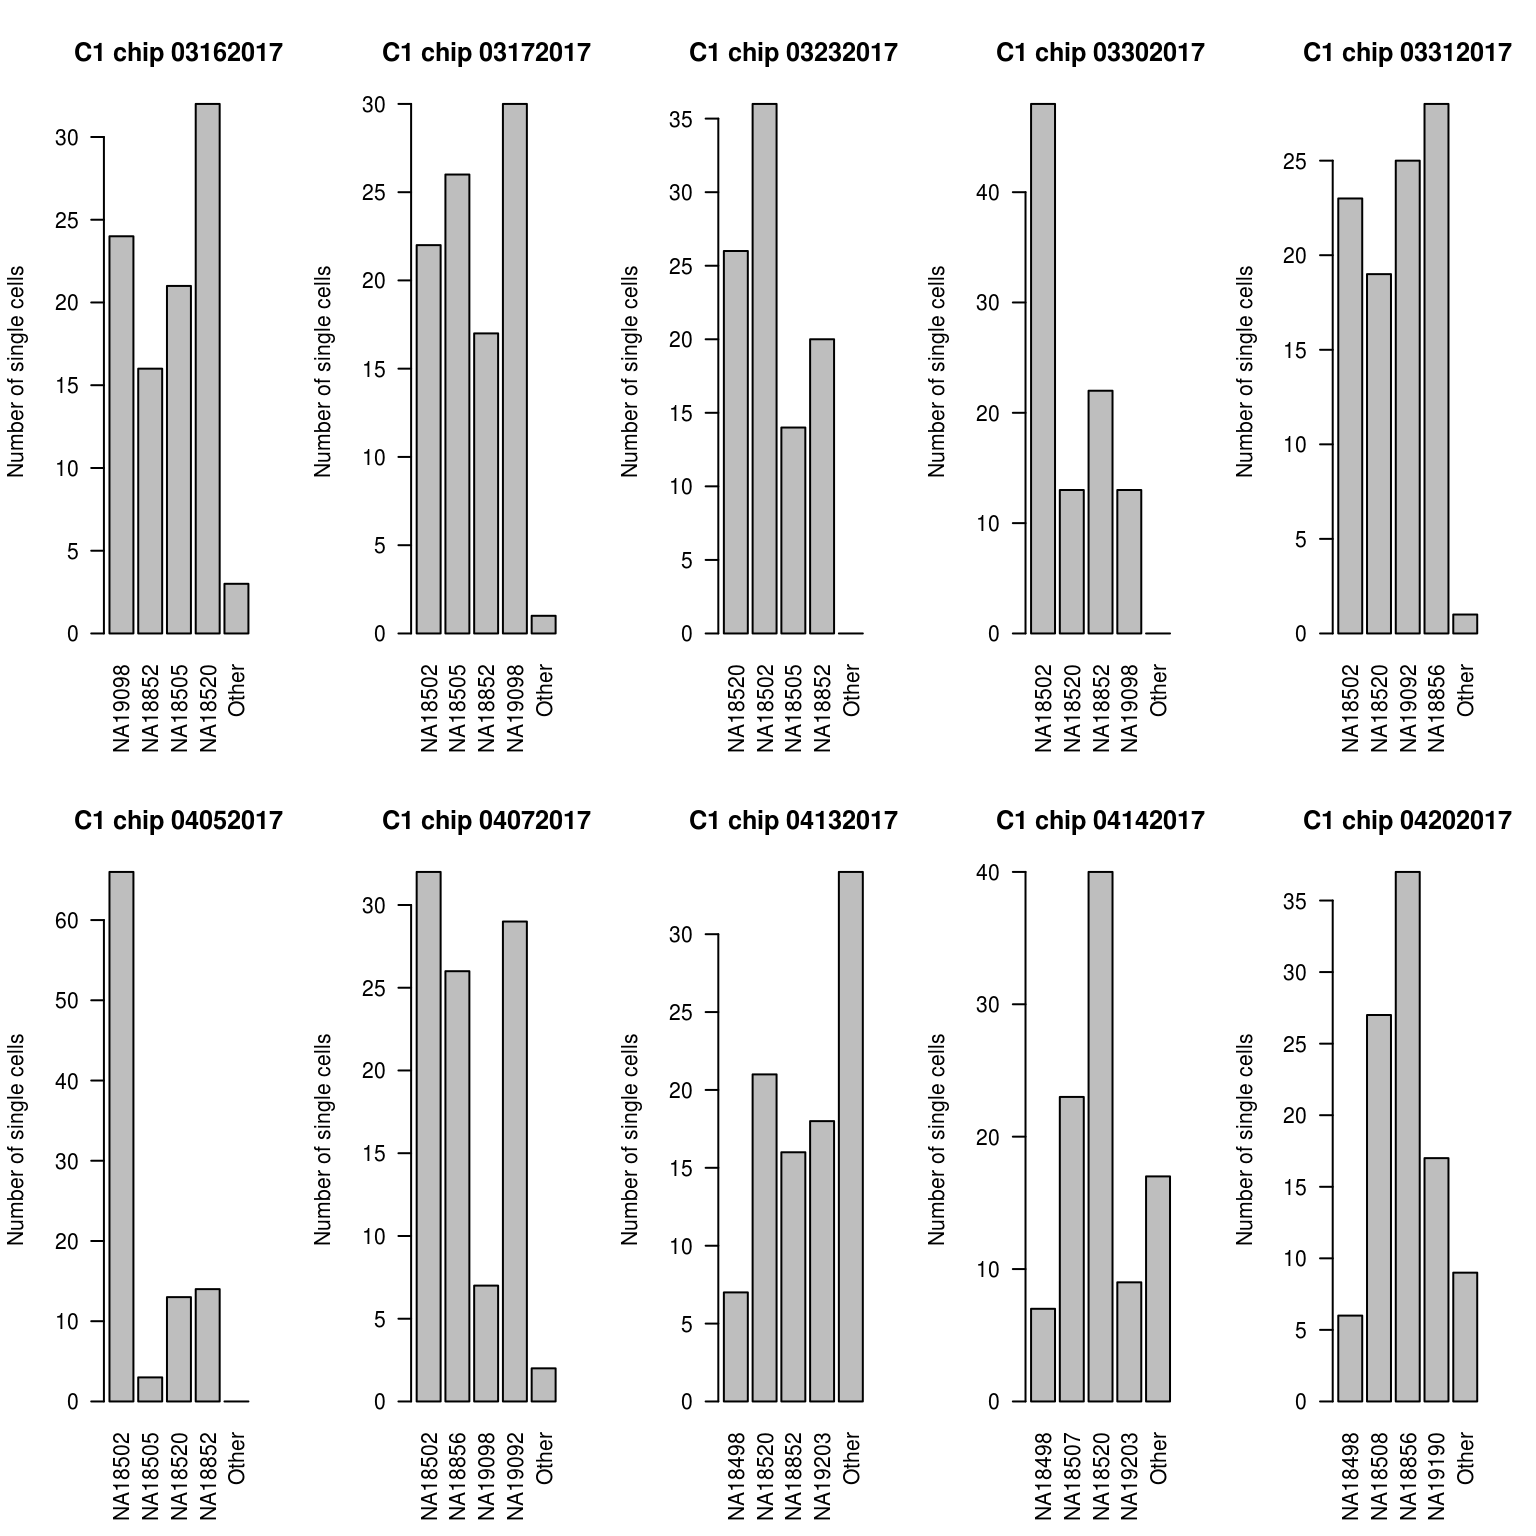 C1 chip 03162017
Number of single cells
30
25
20
15
10
5
0
NA19098
NA18852
NA18505
NA18520
Other
C1 chip 03172017
Number of single cells
30
25
20
15
10
5
0
NA18502
NA18505
NA18852
NA19098
Other
C1 chip 03232017
Number of single cells
35
30
25
20
15
10
5
0
NA18520
NA18502
NA18505
NA18852
Other
C1 chip 03302017
Number of single cells
40
30
20
10
0
NA18502
NA18520
NA18852
NA19098
Other
C1 chip 03312017
Number of single cells
25
20
15
10
5
0
NA18502
NA18520
NA19092
NA18856
Other
C1 chip 04052017
Number of single cells
60
50
40
30
20
10
0
NA18502
NA18505
NA18520
NA18852
Other
C1 chip 04072017
Number of single cells
30
25
20
15
10
5
0
NA18502
NA18856
NA19098
NA19092
Other
C1 chip 04132017
Number of single cells
30
25
20
15
10
5
0
NA18498
NA18520
NA18852
NA19203
Other
C1 chip 04142017
Number of single cells
40
30
20
10
0
NA18498
NA18507
NA18520
NA19203
Other
C1 chip 04202017
Number of single cells
35
30
25
20
15
10
5
0
NA18498
NA18508
NA18856
NA19190
Other